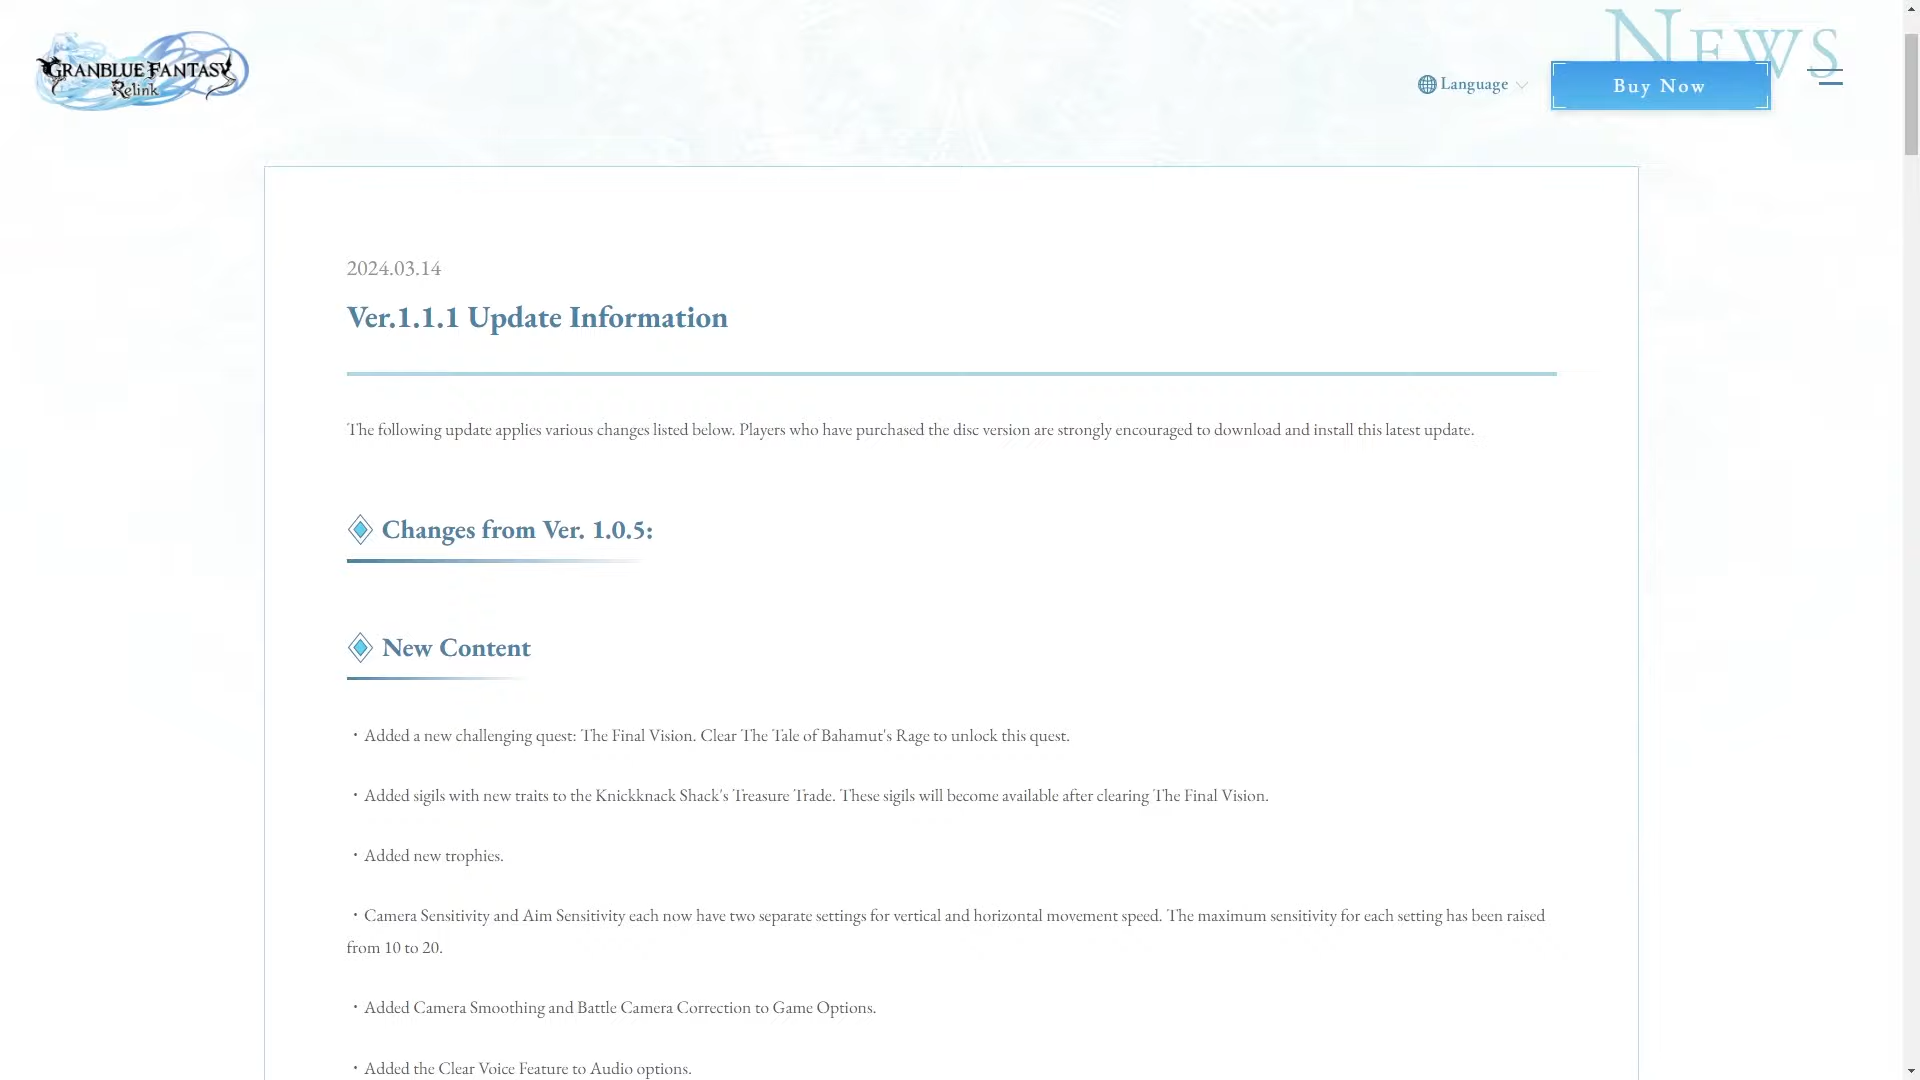 NEWS
GRANBLUE FANTASY
Relink
Language
Buy Now
2024.03.14
Ver.1.1.1 Update Information
The following update applies various changes listed below. Players who have purchased the disc version are strongly encouraged to download and install this latest update.
Changes from Ver. 1.0.5:
New Content
・Added a new challenging quest: The Final Vision. Clear The Tale of Bahamut's Rage to unlock this quest.
・Added sigils with new traits to the Knickknack Shack's Treasure Trade. These sigils will become available after clearing The Final Vision.
・Added new trophies.
・Camera Sensitivity and Aim Sensitivity each now have two separate settings for vertical and horizontal movement speed. The maximum sensitivity for each setting has been raised
from 10 to 20.
・Added Camera Smoothing and Battle Camera Correction to Game Options.
・Added the Clear Voice Feature to Audio options.